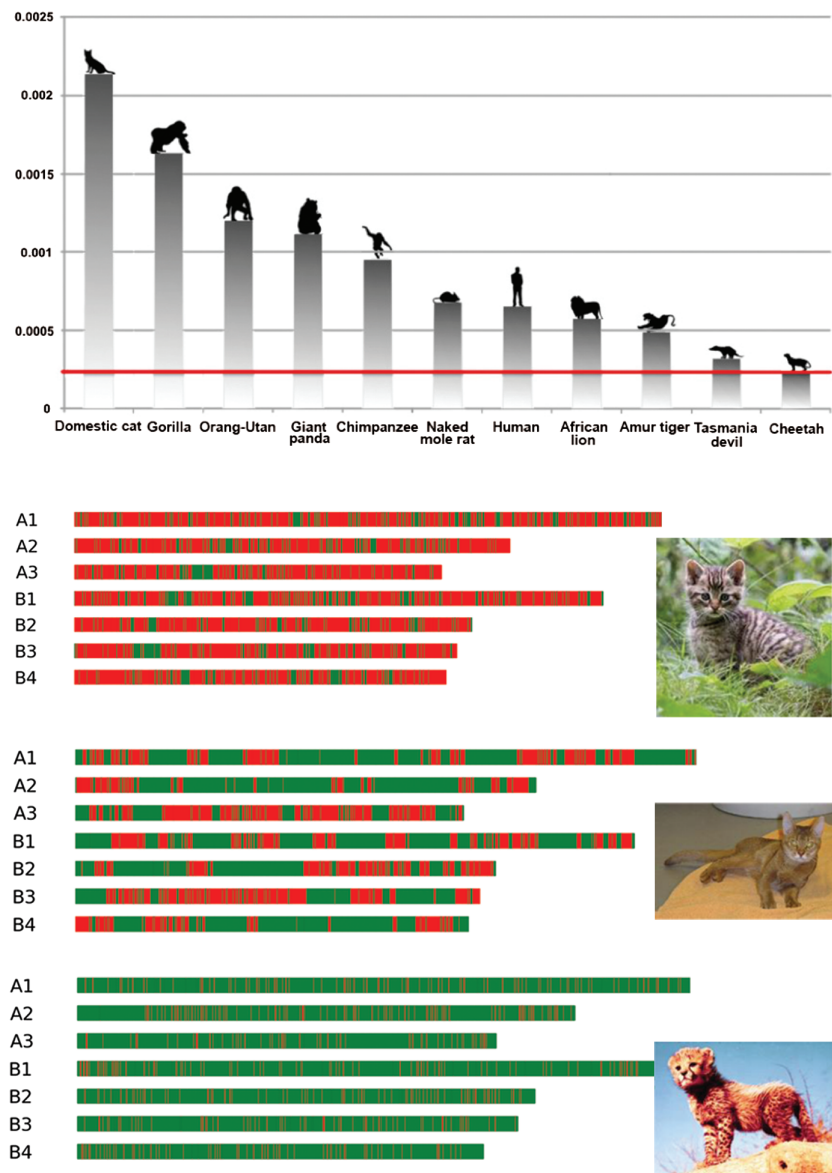 0.0025
0.002
0.0015
0.001
0.0005
0
Domestic cat Gorilla Orang-Utan Giant panda Chimpanzee Naked mole rat Human African lion Amur tiger Tasmania devil Cheetah
A1
A2
A3
B1
B2
B3
B4
A1
A2
A3
B1
B2
B3
B4
A1
A2
A3
B1
B2
B3
B4